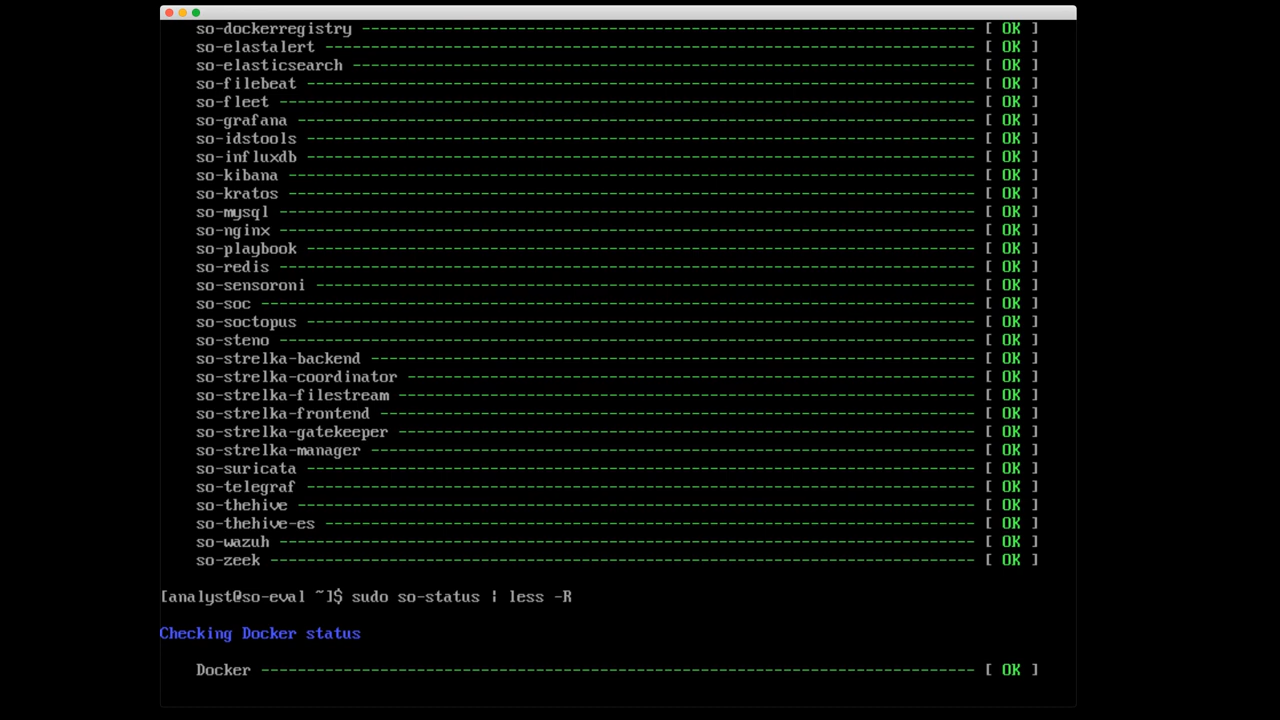 so-dockerregistry ------------------------------------------------------------------- [ OK ]
so-elastalert ----------------------------------------------------------------------- [ OK ]
so-elasticsearch -------------------------------------------------------------------- [ OK ]
so-filebeat ------------------------------------------------------------------------- [ OK ]
so-fleet ---------------------------------------------------------------------------- [ OK ]
so-grafana -------------------------------------------------------------------------- [ OK ]
so-idstools ------------------------------------------------------------------------- [ OK ]
so-influxdb ------------------------------------------------------------------------- [ OK ]
so-kibana --------------------------------------------------------------------------- [ OK ]
so-kratos --------------------------------------------------------------------------- [ OK ]
so-mysql ---------------------------------------------------------------------------- [ OK ]
so-nginx ---------------------------------------------------------------------------- [ OK ]
so-playbook ------------------------------------------------------------------------- [ OK ]
so-redis ---------------------------------------------------------------------------- [ OK ]
so-sensoroni ------------------------------------------------------------------------ [ OK ]
so-soc ------------------------------------------------------------------------------ [ OK ]
so-soctopus ------------------------------------------------------------------------- [ OK ]
so-steno ---------------------------------------------------------------------------- [ OK ]
so-strelka-backend ------------------------------------------------------------------ [ OK ]
so-strelka-coordinator -------------------------------------------------------------- [ OK ]
so-strelka-filestream --------------------------------------------------------------- [ OK ]
so-strelka-frontend ----------------------------------------------------------------- [ OK ]
so-strelka-gatekeeper --------------------------------------------------------------- [ OK ]
so-strelka-manager ------------------------------------------------------------------ [ OK ]
so-suricata ------------------------------------------------------------------------- [ OK ]
so-telegraf ------------------------------------------------------------------------- [ OK ]
so-thehive -------------------------------------------------------------------------- [ OK ]
so-thehive-es ----------------------------------------------------------------------- [ OK ]
so-wazuh ---------------------------------------------------------------------------- [ OK ]
so-zeek ----------------------------------------------------------------------------- [ OK ]
[analyst@so-eval ~]$ sudo so-status | less -R
Checking Docker status
Docker ------------------------------------------------------------------------------ [ OK ]